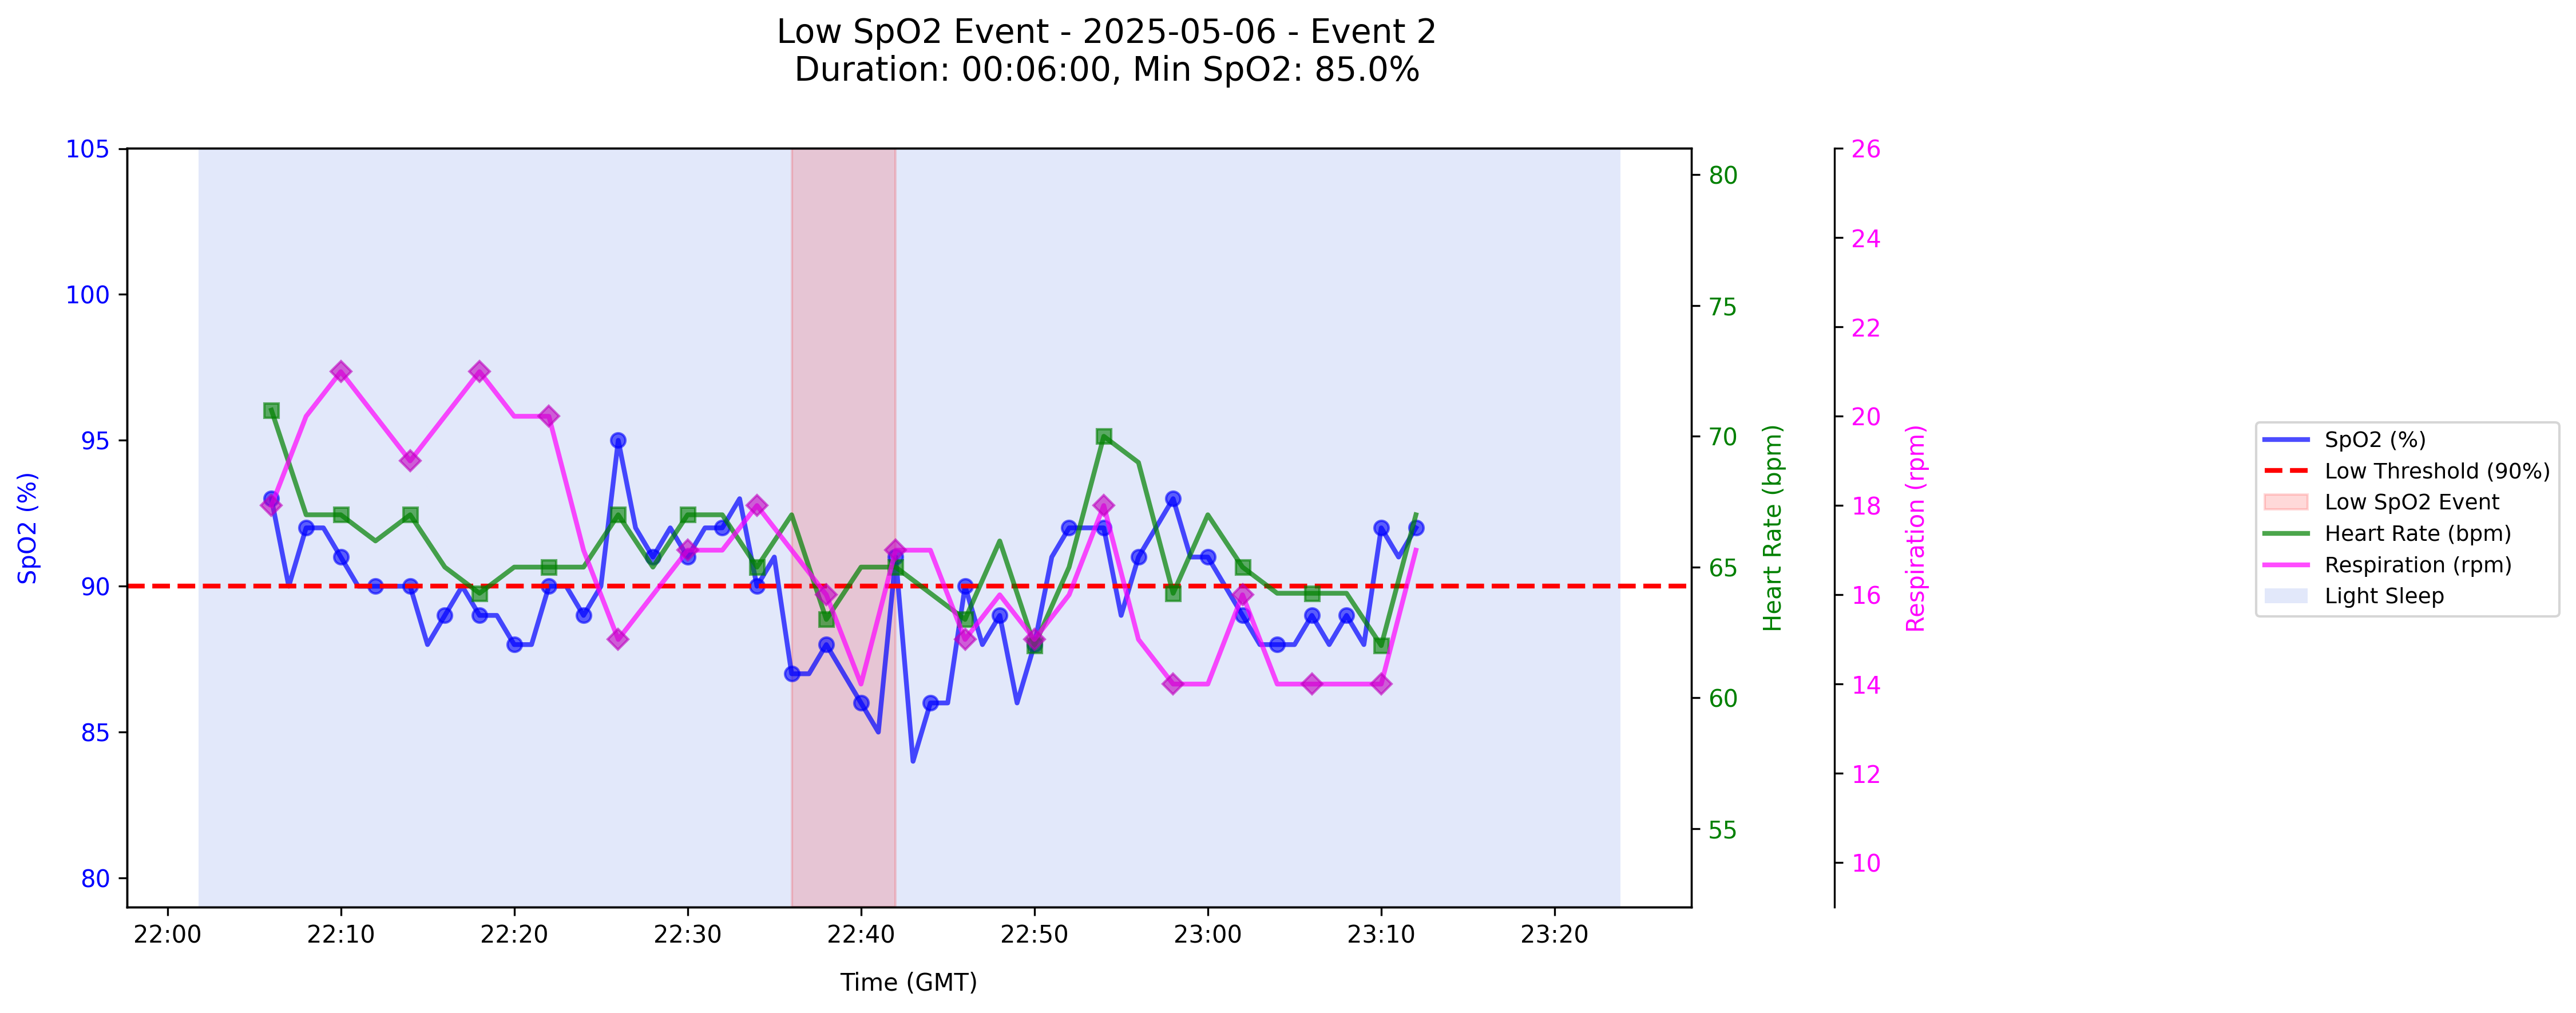 Low SpO2 Event - 2025-05-06 - Event 2
Duration: 00:06:00, Min SpO2: 85.0%
105
100
95
90
85
80
SpO2 (%)
22:00
22:10
22:20
22:30
22:40
22:50
23:00
23:10
23:20
Time (GMT)
80
75
70
65
60
55
Heart Rate (bpm)
26
24
22
20
18
16
14
12
10
Respiration (rpm)
SpO2 (%)
Low Threshold (90%)
Low SpO2 Event
Heart Rate (bpm)
Respiration (rpm)
Light Sleep